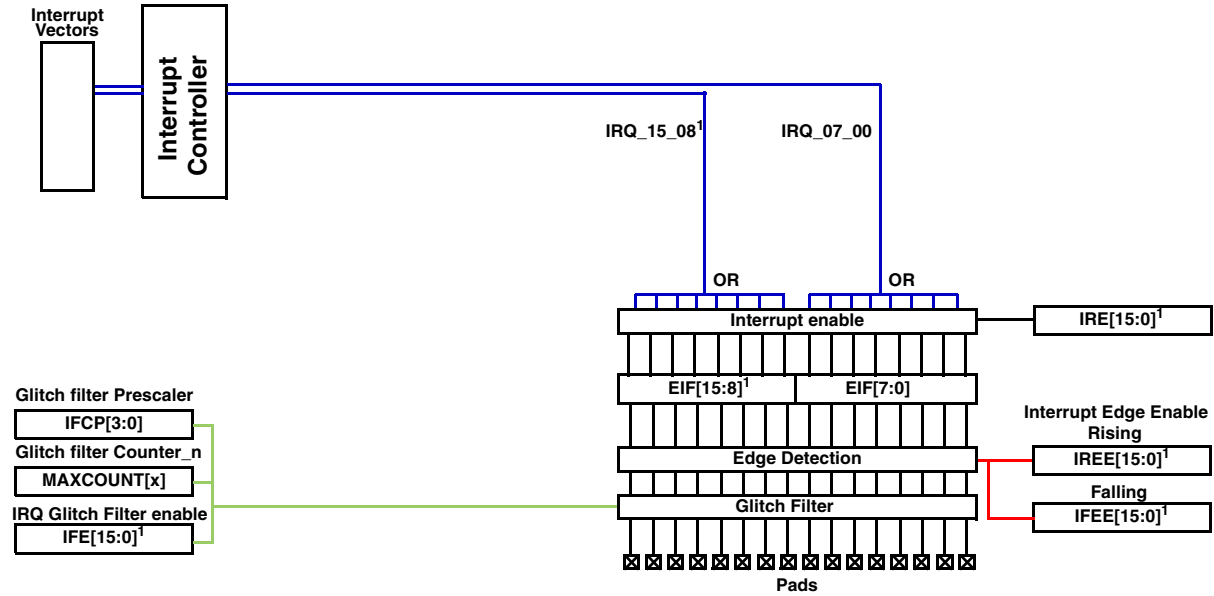 Interrupt
Vectors
Interrupt
Controller
IRQ_15_08¹
IRQ_07_00
OR
OR
Interrupt enable
IRE[15:0]¹
EIF[15:8]¹
EIF[7:0]
Glitch filter Prescaler
IFCP[3:0]
Glitch filter Counter_n
MAXCOUNT[x]
IRQ Glitch Filter enable
IFE[15:0]¹
Interrupt Edge Enable
Rising
IREE[15:0]¹
Falling
IFEE[15:0]¹
Edge Detection
Glitch Filter
Pads